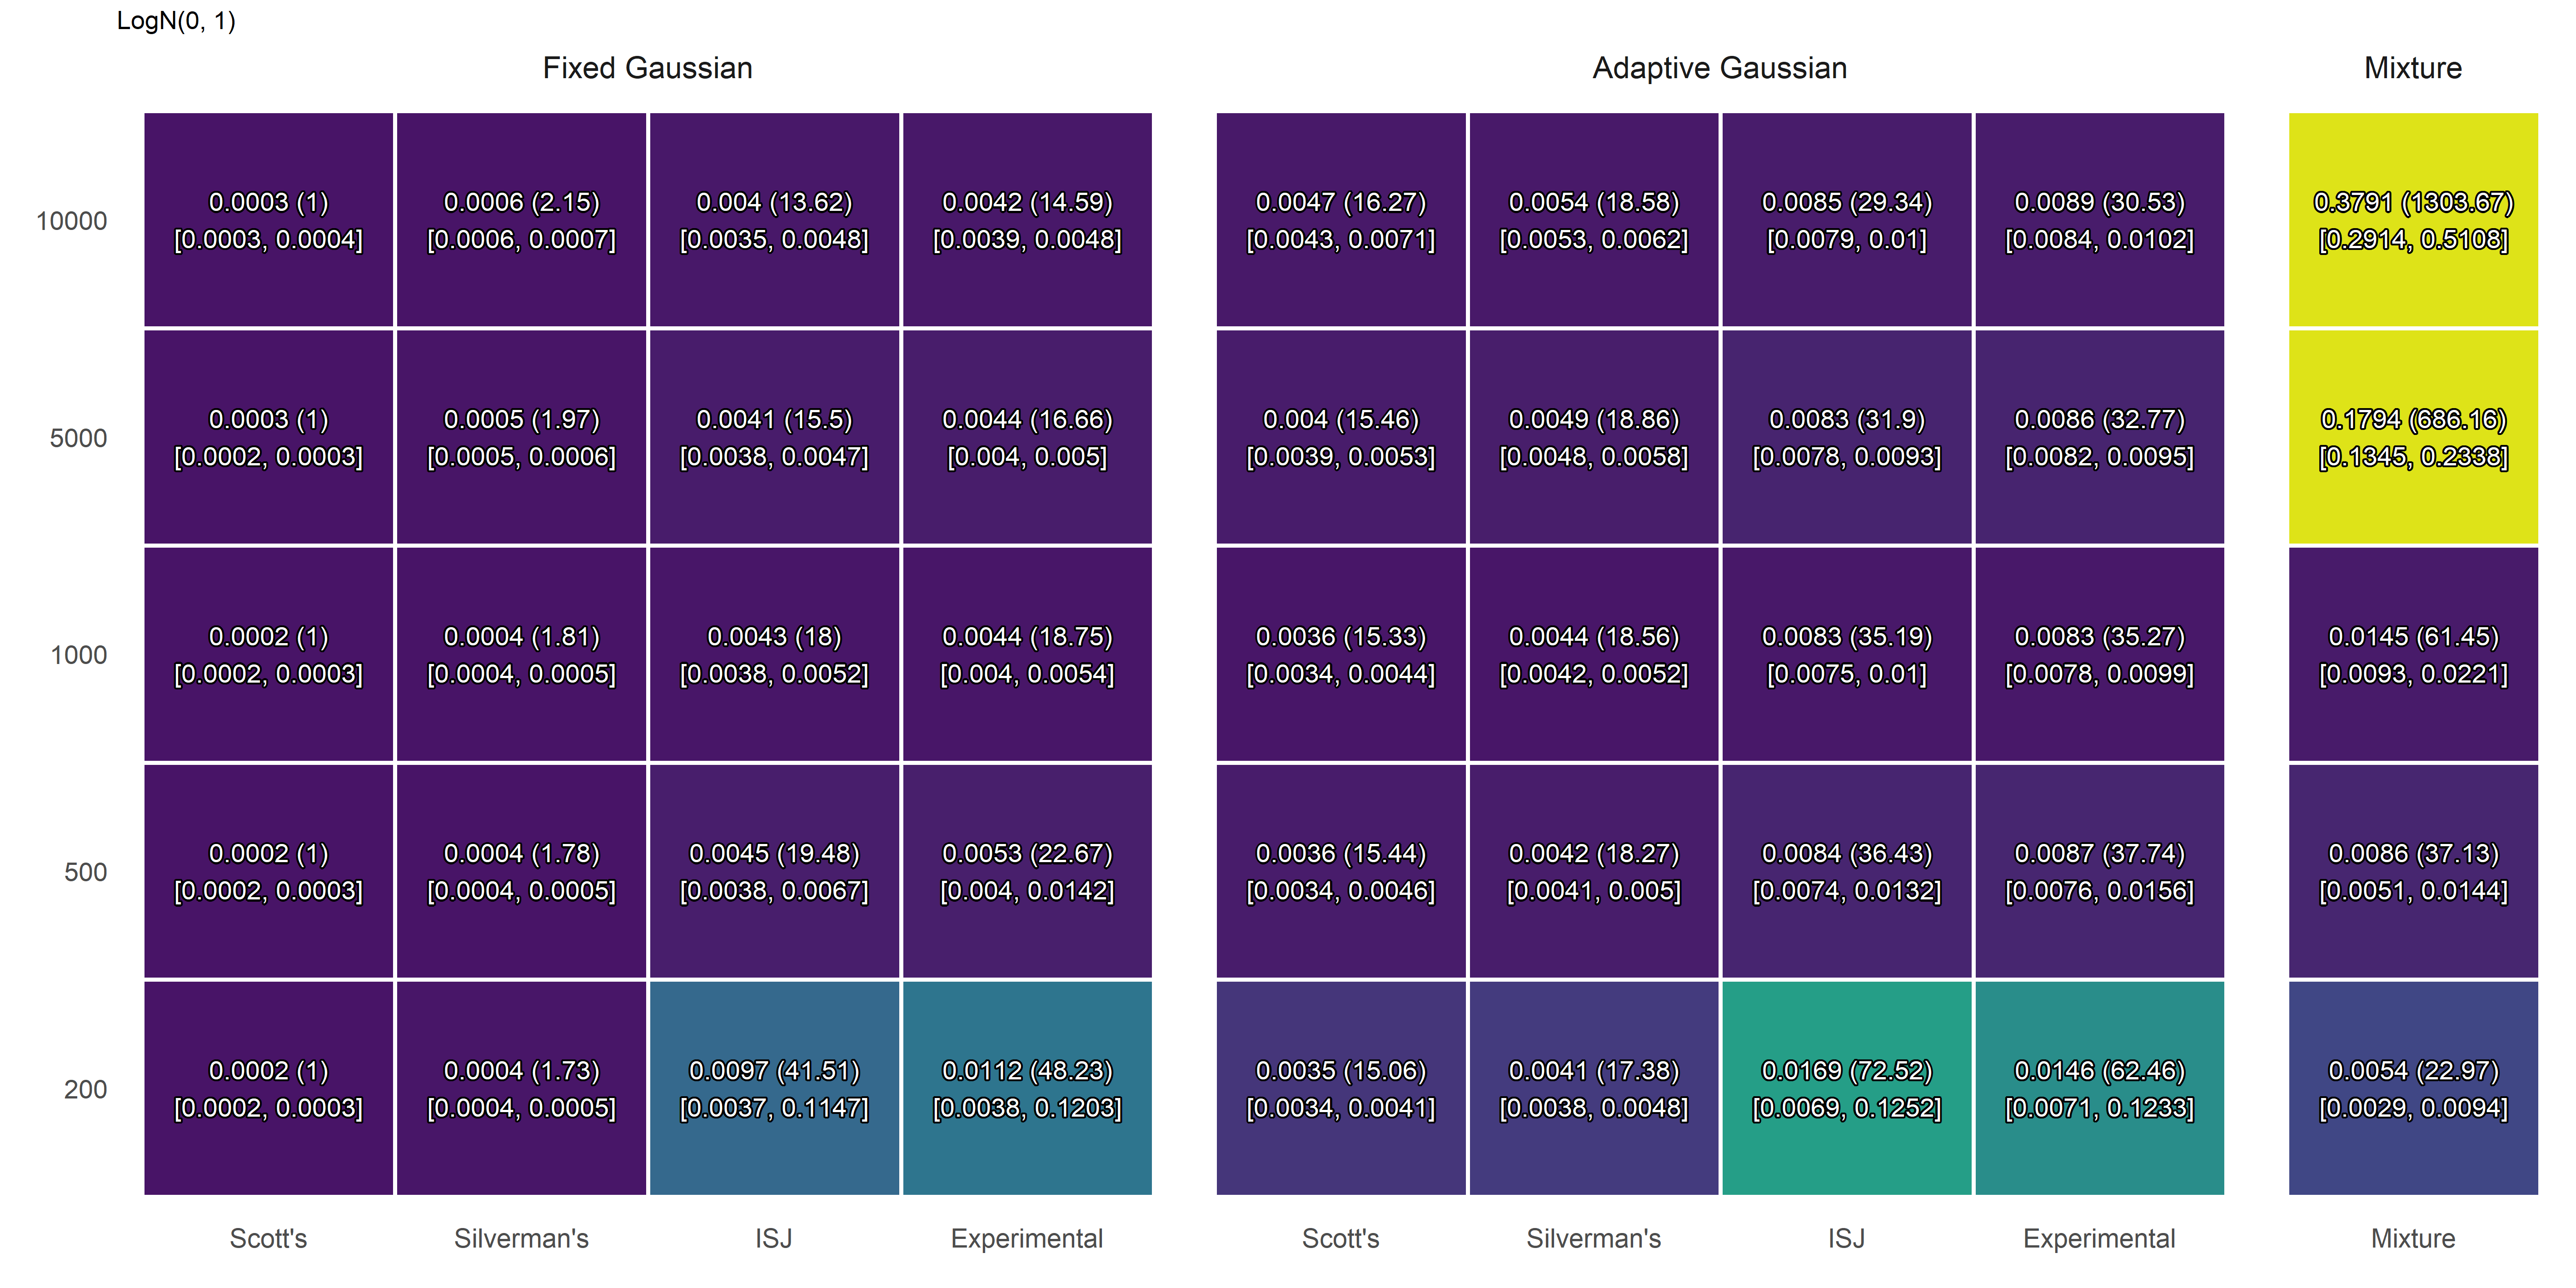 LogN(0, 1)
Fixed Gaussian Adaptive Gaussian Mixture
0.0003 (1) 0.0006 (2.15) 0.004 (13.62) 0.0042 (14.59) 0.0047 (16.27) 0.0054 (18.58) 0.0085 (29.34) 0.0089 (30.53) 0.3791 (1303.67)
10000
[0.0003, 0.0004] [0.0006, 0.0007] [0.0035, 0.0048] [0.0039, 0.0048] [0.0043, 0.0071] [0.0053, 0.0062] [0.0079, 0.01] [0.0084, 0.0102] [0.2914, 0.5108]
0.0003 (1) 0.0005 (1.97) 0.0041 (15.5) 0.0044 (16.66) 0.004 (15.46) 0.0049 (18.86) 0.0083 (31.9) 0.0086 (32.77) 0.1794 (686.16)
5000
[0.0002, 0.0003] [0.0005, 0.0006] [0.0038, 0.0047] [0.004, 0.005] [0.0039, 0.0053] [0.0048, 0.0058] [0.0078, 0.0093] [0.0082, 0.0095] [0.1345, 0.2338]
0.0002 (1) 0.0004 (1.81) 0.0043 (18) 0.0044 (18.75) 0.0036 (15.33) 0.0044 (18.56) 0.0083 (35.19) 0.0083 (35.27) 0.0145 (61.45)
1000
[0.0002, 0.0003] [0.0004, 0.0005] [0.0038, 0.0052] [0.004, 0.0054] [0.0034, 0.0044] [0.0042, 0.0052] [0.0075, 0.01] [0.0078, 0.0099] [0.0093, 0.0221]
0.0002 (1) 0.0004 (1.78) 0.0045 (19.48) 0.0053 (22.67) 0.0036 (15.44) 0.0042 (18.27) 0.0084 (36.43) 0.0087 (37.74) 0.0086 (37.13)
500
[0.0002, 0.0003] [0.0004, 0.0005] [0.0038, 0.0067] [0.004, 0.0142] [0.0034, 0.0046] [0.0041, 0.005] [0.0074, 0.0132] [0.0076, 0.0156] [0.0051, 0.0144]
0.0002 (1) 0.0004 (1.73) 0.0097 (41.51) 0.0112 (48.23) 0.0035 (15.06) 0.0041 (17.38) 0.0169 (72.52) 0.0146 (62.46) 0.0054 (22.97)
200
[0.0002, 0.0003] [0.0004, 0.0005] [0.0037, 0.1147] [0.0038, 0.1203] [0.0034, 0.0041] [0.0038, 0.0048] [0.0069, 0.1252] [0.0071, 0.1233] [0.0029, 0.0094]
Scott's Silverman's ISJ Experimental Scott's Silverman's ISJ Experimental Mixture